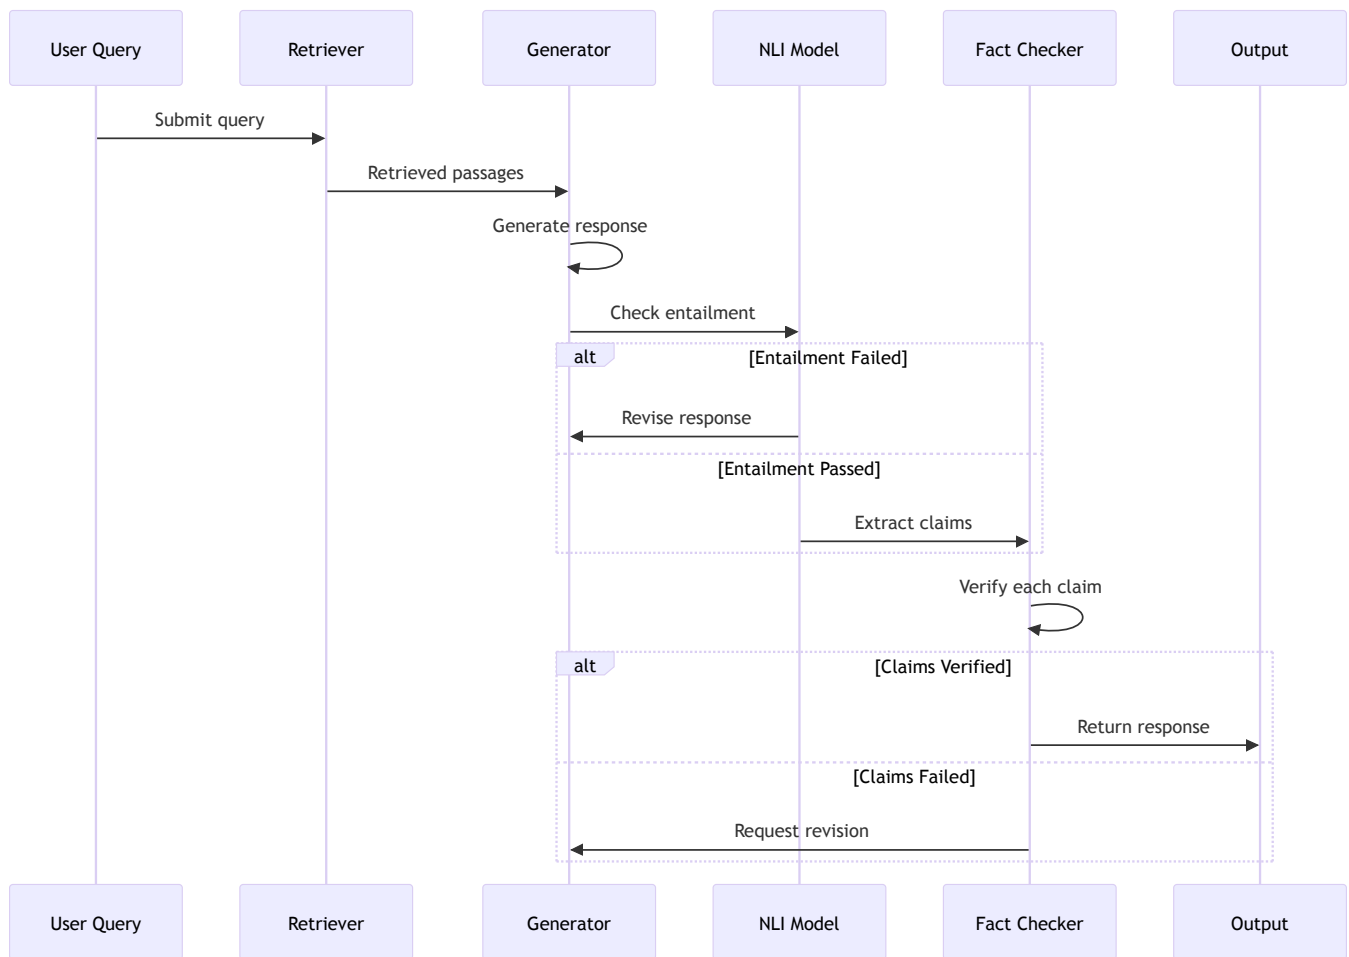 User Query
Retriever
Generator
NLI Model
Fact Checker
Output
Submit query
Retrieved passages
Generate response
Check entailment
alt
[Entailment Failed]
Revise response
[Entailment Passed]
Extract claims
Verify each claim
alt
[Claims Verified]
Return response
[Claims Failed]
Request revision
User Query
Retriever
Generator
NLI Model
Fact Checker
Output